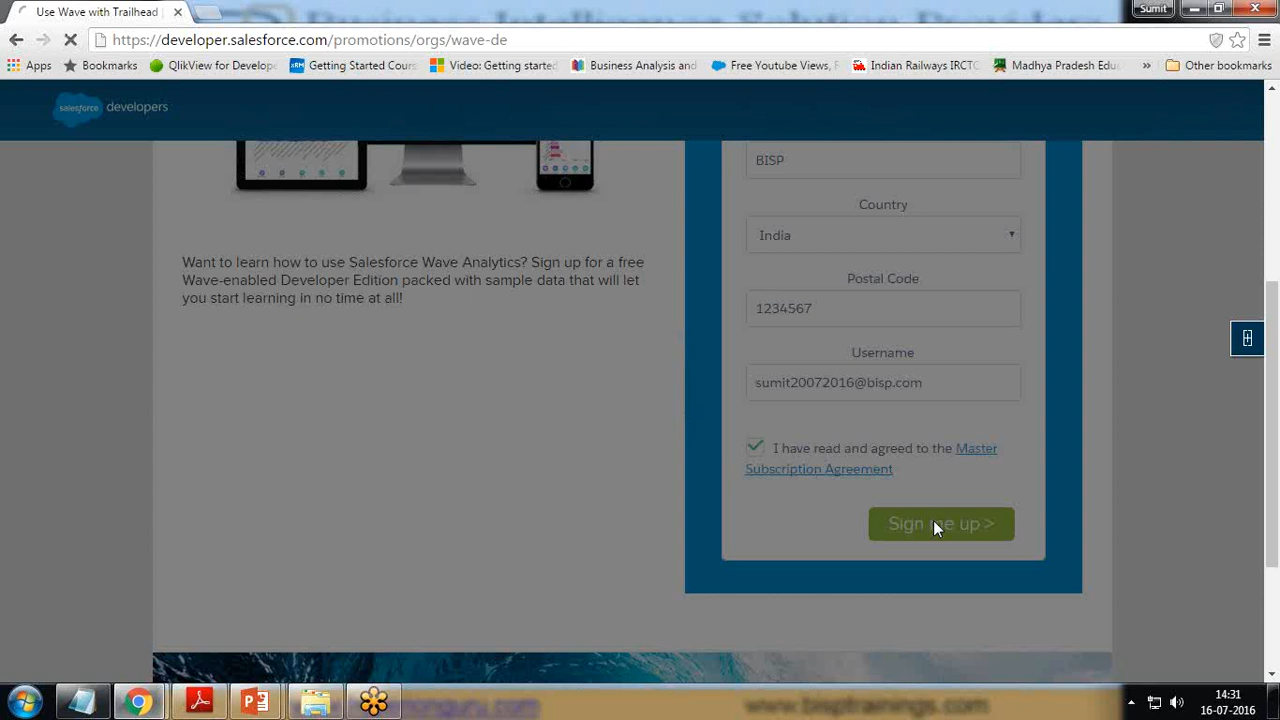 Use Wave with Trailhead
Sumit
https://developer.salesforce.com/promotions/orgs/wave-de
Apps
Bookmarks
QlikView for Develope
Getting Started Cours
Video: Getting started
Business Analysis and
Free Youtube Views, F
Indian Railways IRCTC
Madhya Pradesh Edu
»
Other bookmarks
salesforce developers
BISP
Country
India
Want to learn how to use Salesforce Wave Analytics? Sign up for a free
Wave-enabled Developer Edition packed with sample data that will let
you start learning in no time at all!
Postal Code
1234567
Username
sumit20072016@bisp.com
I have read and agreed to the Master
Subscription Agreement
Sign me up >
www.bisptrainings.com
14:31
16-07-2016